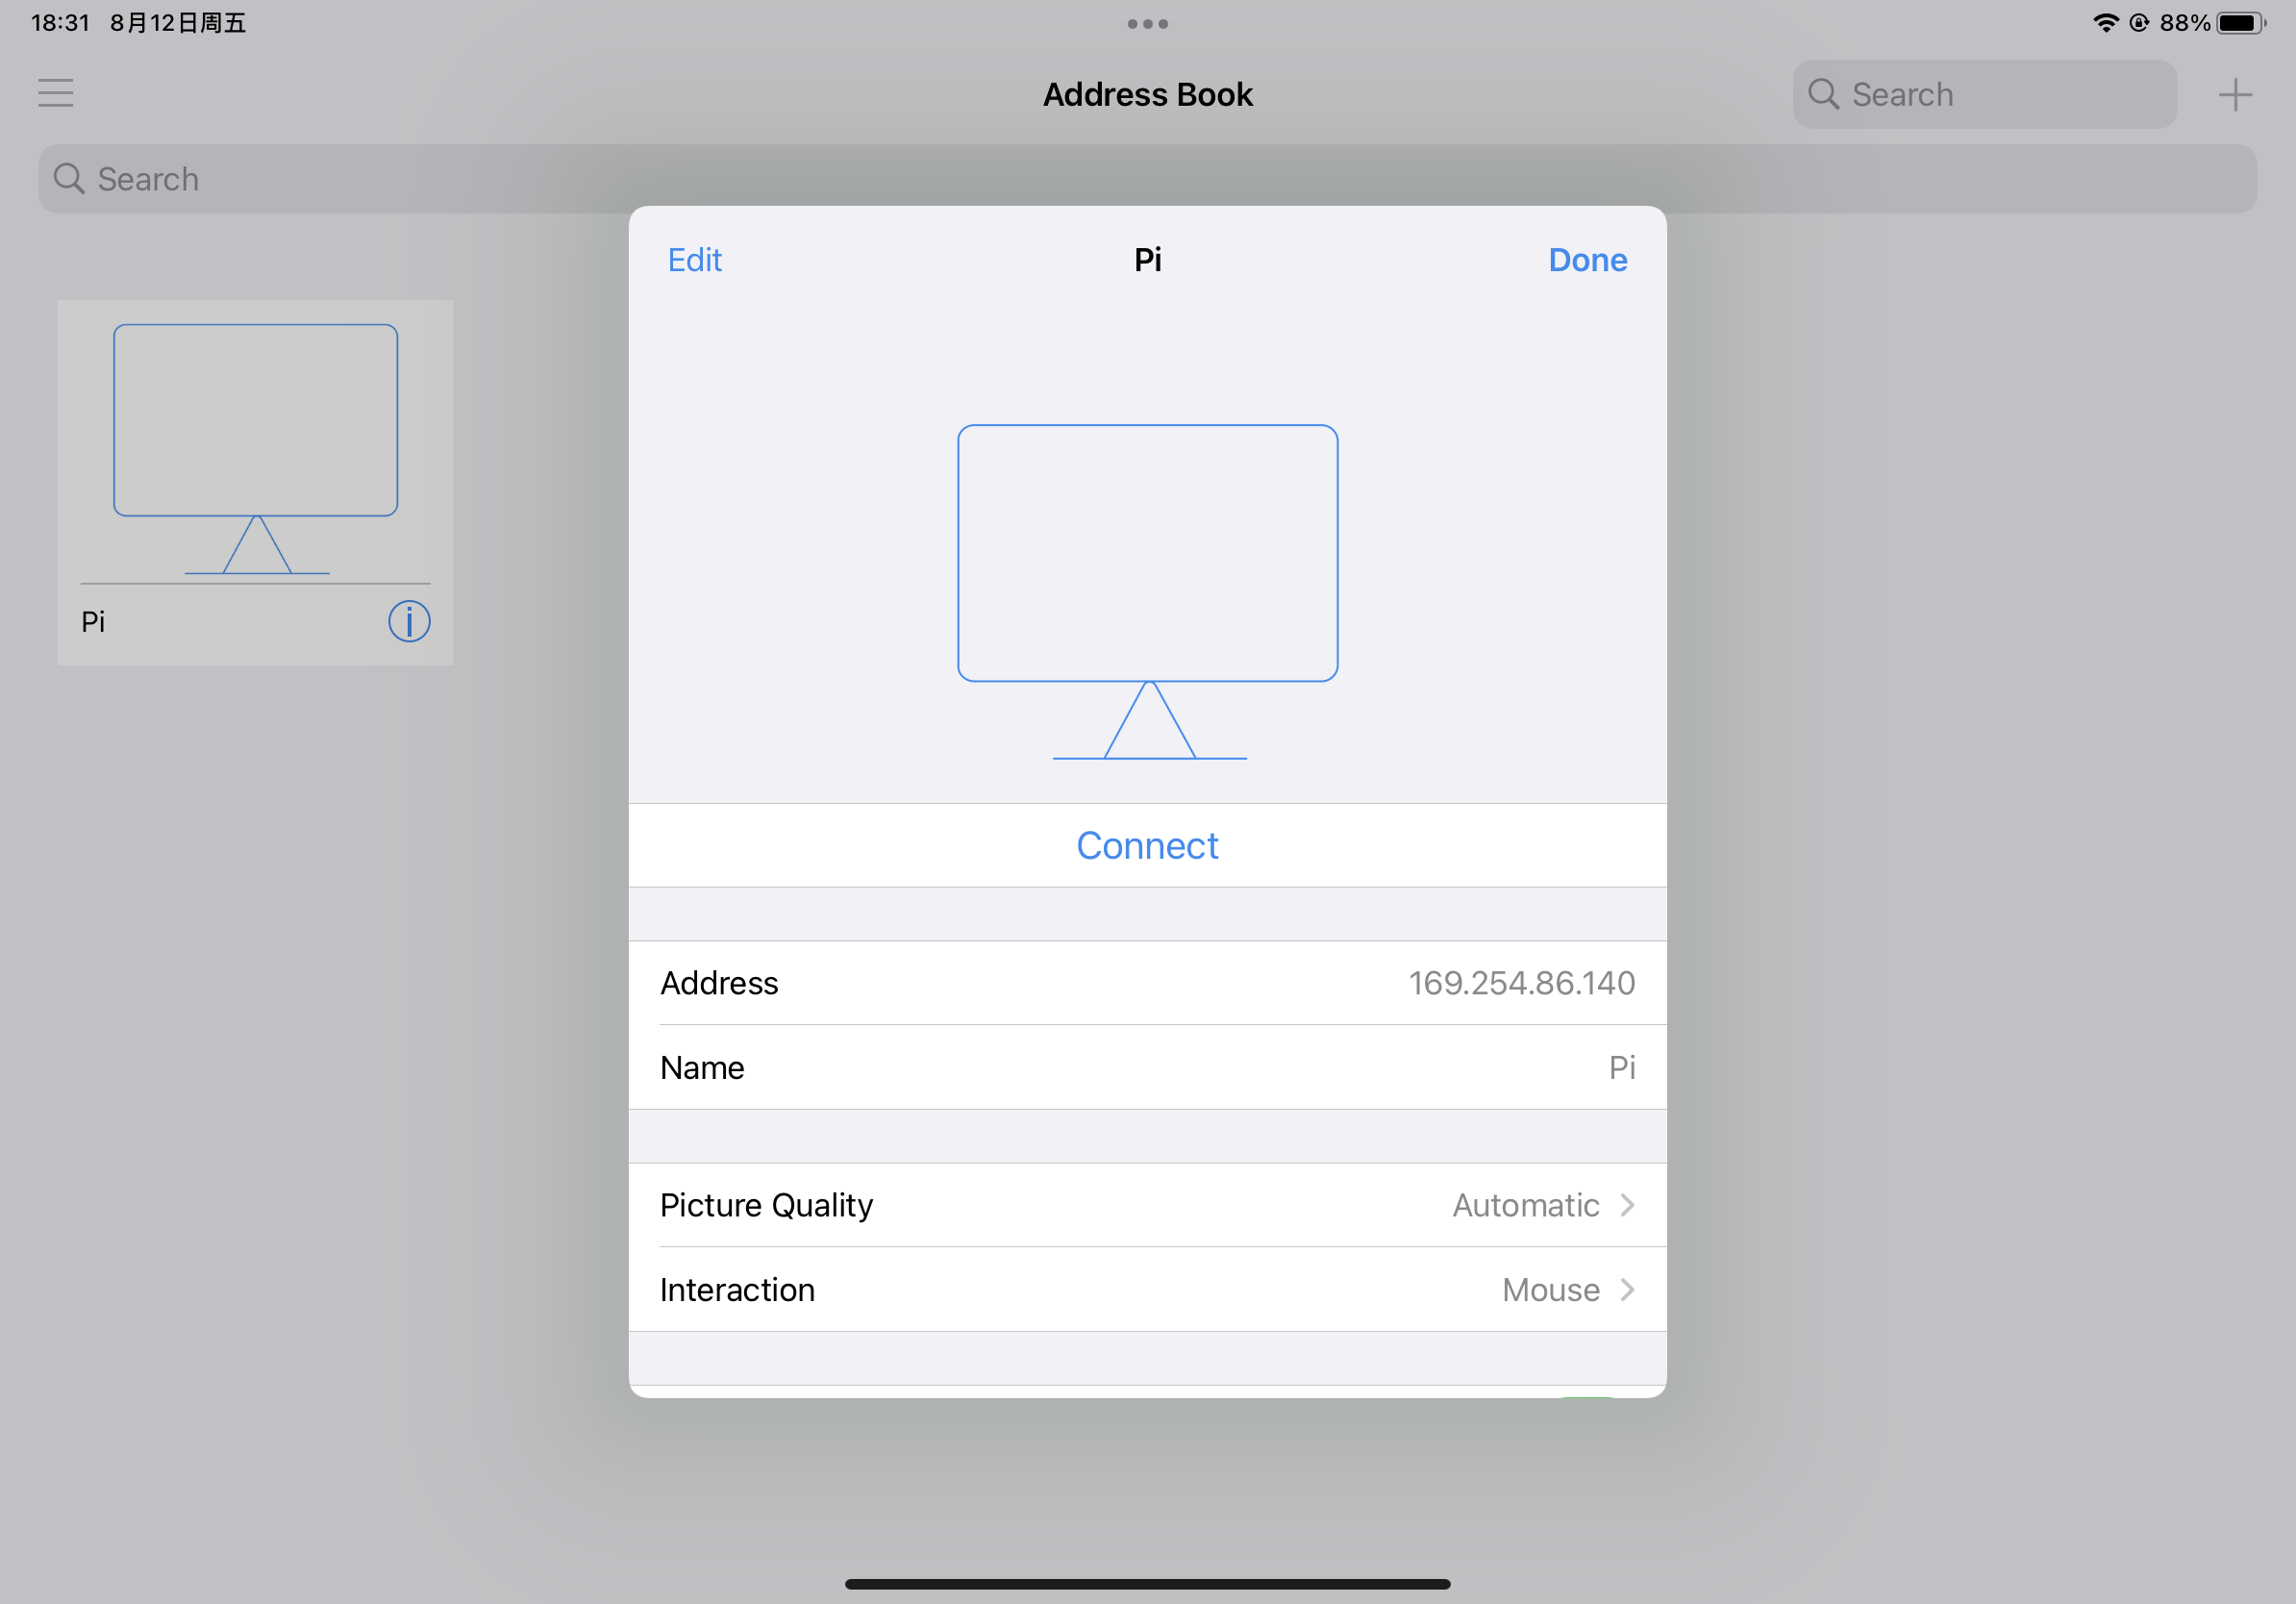 18:31 8月12日周五
88%
Address Book
Search
Search
Edit
Pi
Done
Pi
Connect
Address 169.254.86.140
Name Pi
Picture Quality Automatic
Interaction Mouse